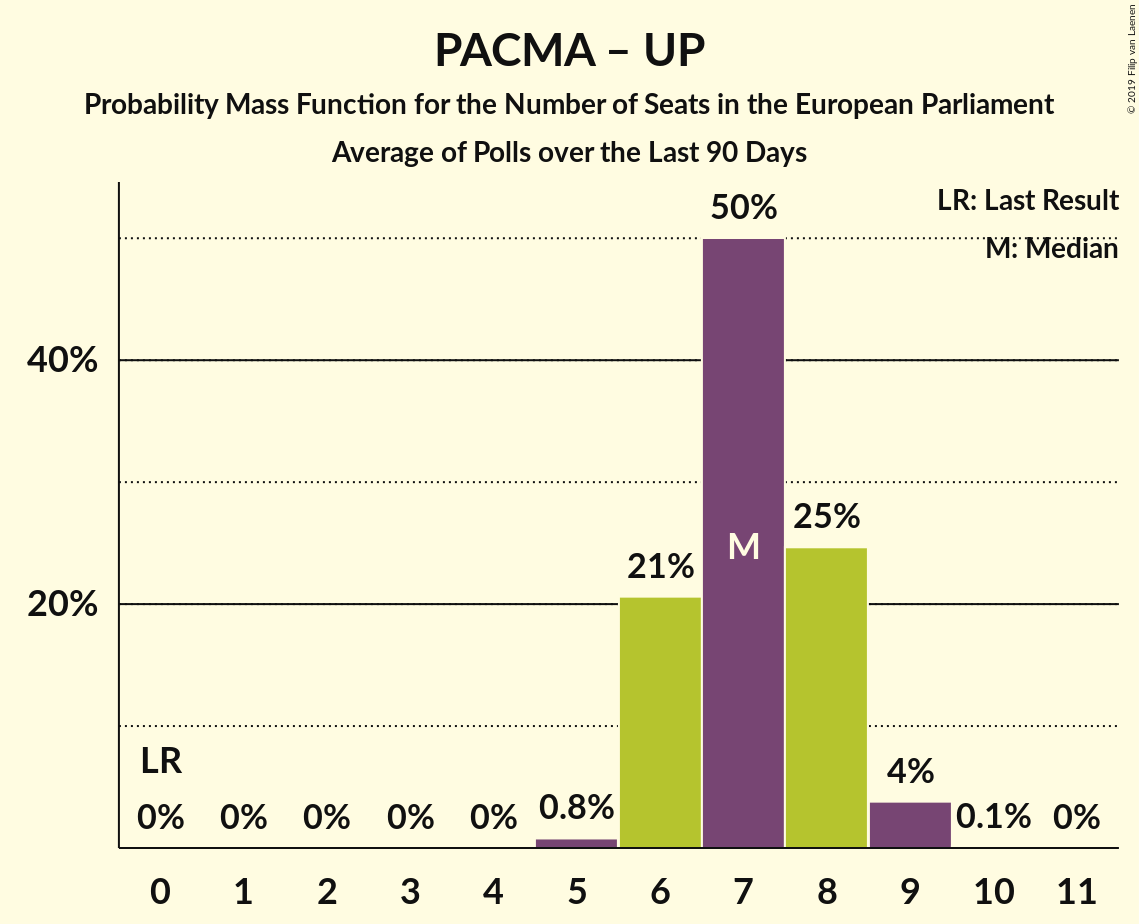 PACMA – UP
Probability Mass Function for the Number of Seats in the European Parliament
Average of Polls over the Last 90 Days
© 2019 Filip van Laenen
LR: Last Result
M: Median
50%
40%
25%
M
21%
20%
LR
4%
0% 0% 0% 0% 0% 0.8% 0.1% 0%
0 1 2 3 4 5 6 7 8 9 10 11